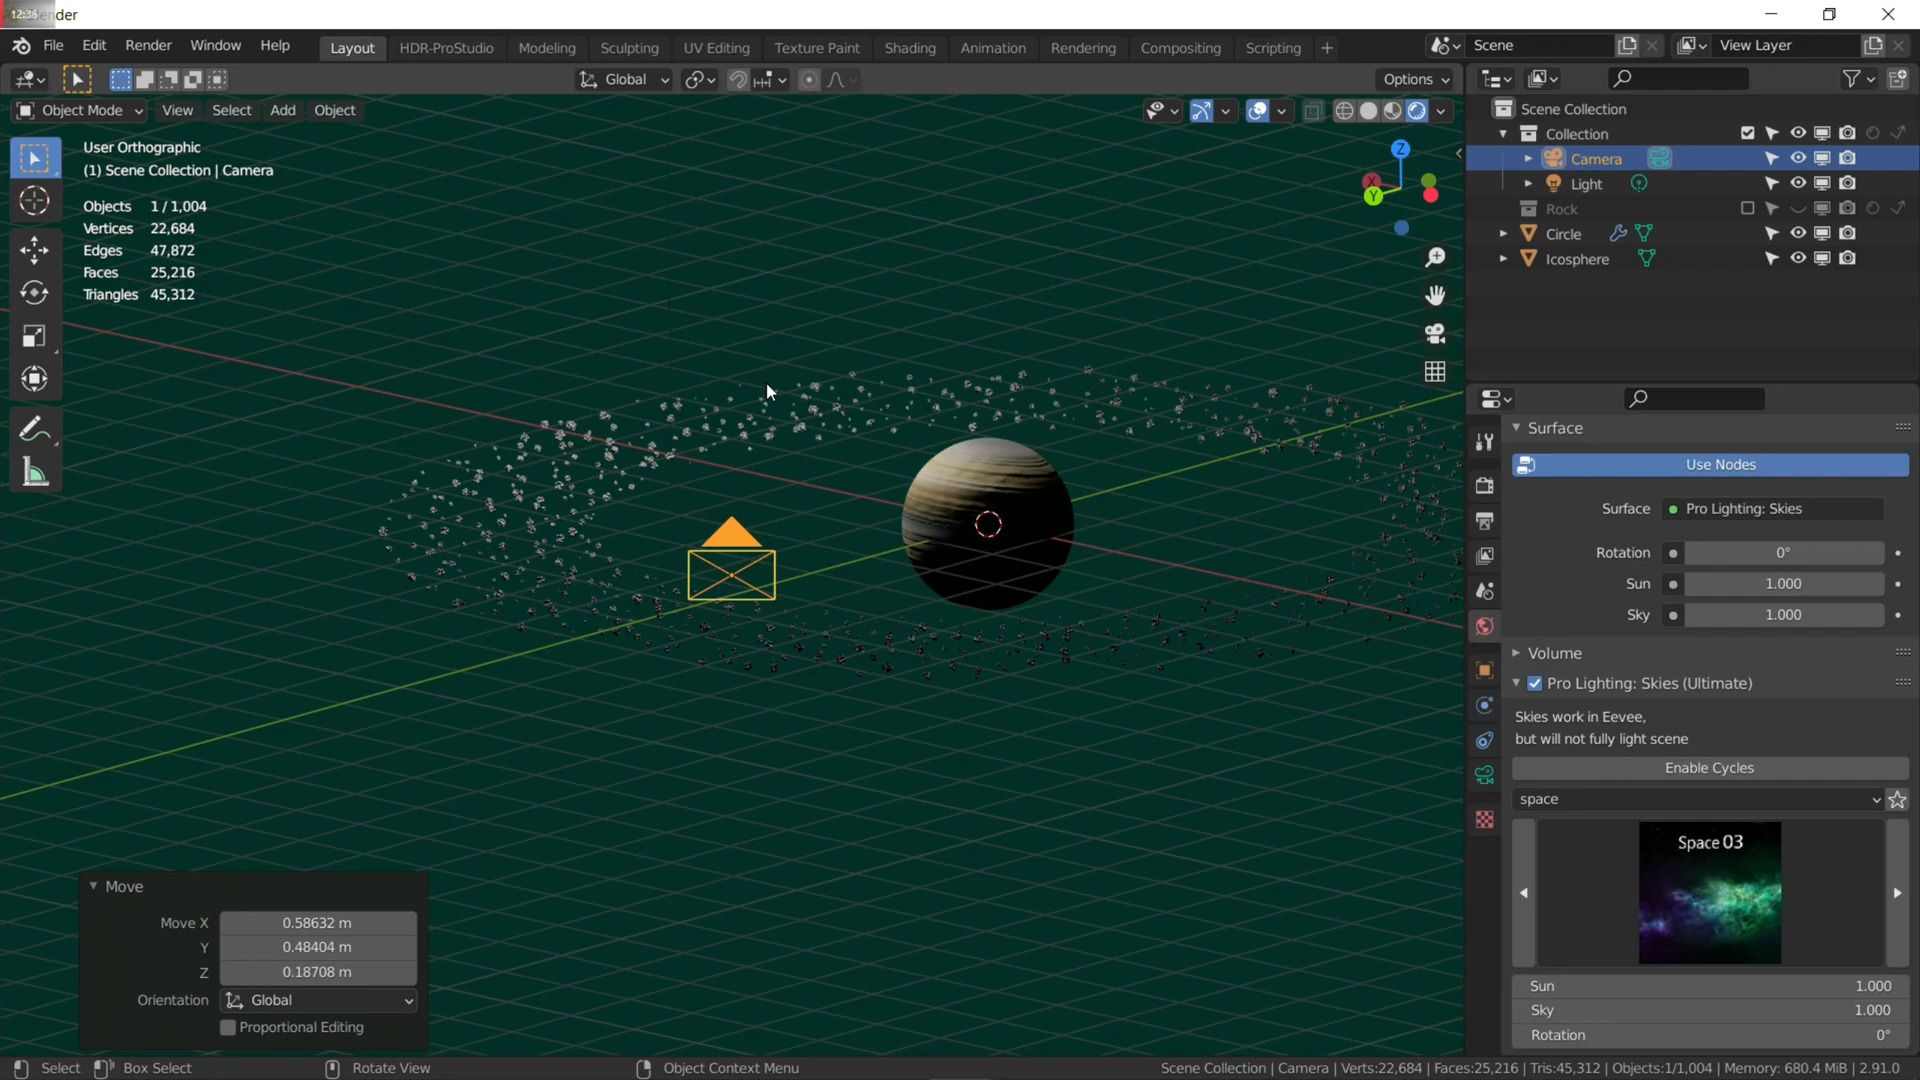 12:36 der
File Edit Render Window Help Layout HDR-ProStudio Modeling Sculpting UV Editing Texture Paint Shading Animation Rendering Compositing Scripting + Scene View Layer
Global Options
Object Mode View Select Add Object
User Orthographic
(1) Scene Collection | Camera
Objects 1 / 1,004
Vertices 22,684
Edges 47,872
Faces 25,216
Triangles 45,312
Z
X
Y
Scene Collection
Collection
Camera
Light
Rock
Circle
Icosphere
Surface
Use Nodes
Surface Pro Lighting: Skies
Rotation 0°
Sun 1.000
Sky 1.000
Volume
Pro Lighting: Skies (Ultimate)
Skies work in Eevee,
but will not fully light scene
Enable Cycles
space
Space 03
Sun 1.000
Sky 1.000
Rotation 0°
Move
Move X 0.58632 m
Y 0.48404 m
Z 0.18708 m
Orientation Global
Proportional Editing
Select Box Select Rotate View Object Context Menu Scene Collection | Camera | Verts:22,684 | Faces:25,216 | Tris:45,312 | Objects:1/1,004 | Memory: 680.4 MiB | 2.91.0